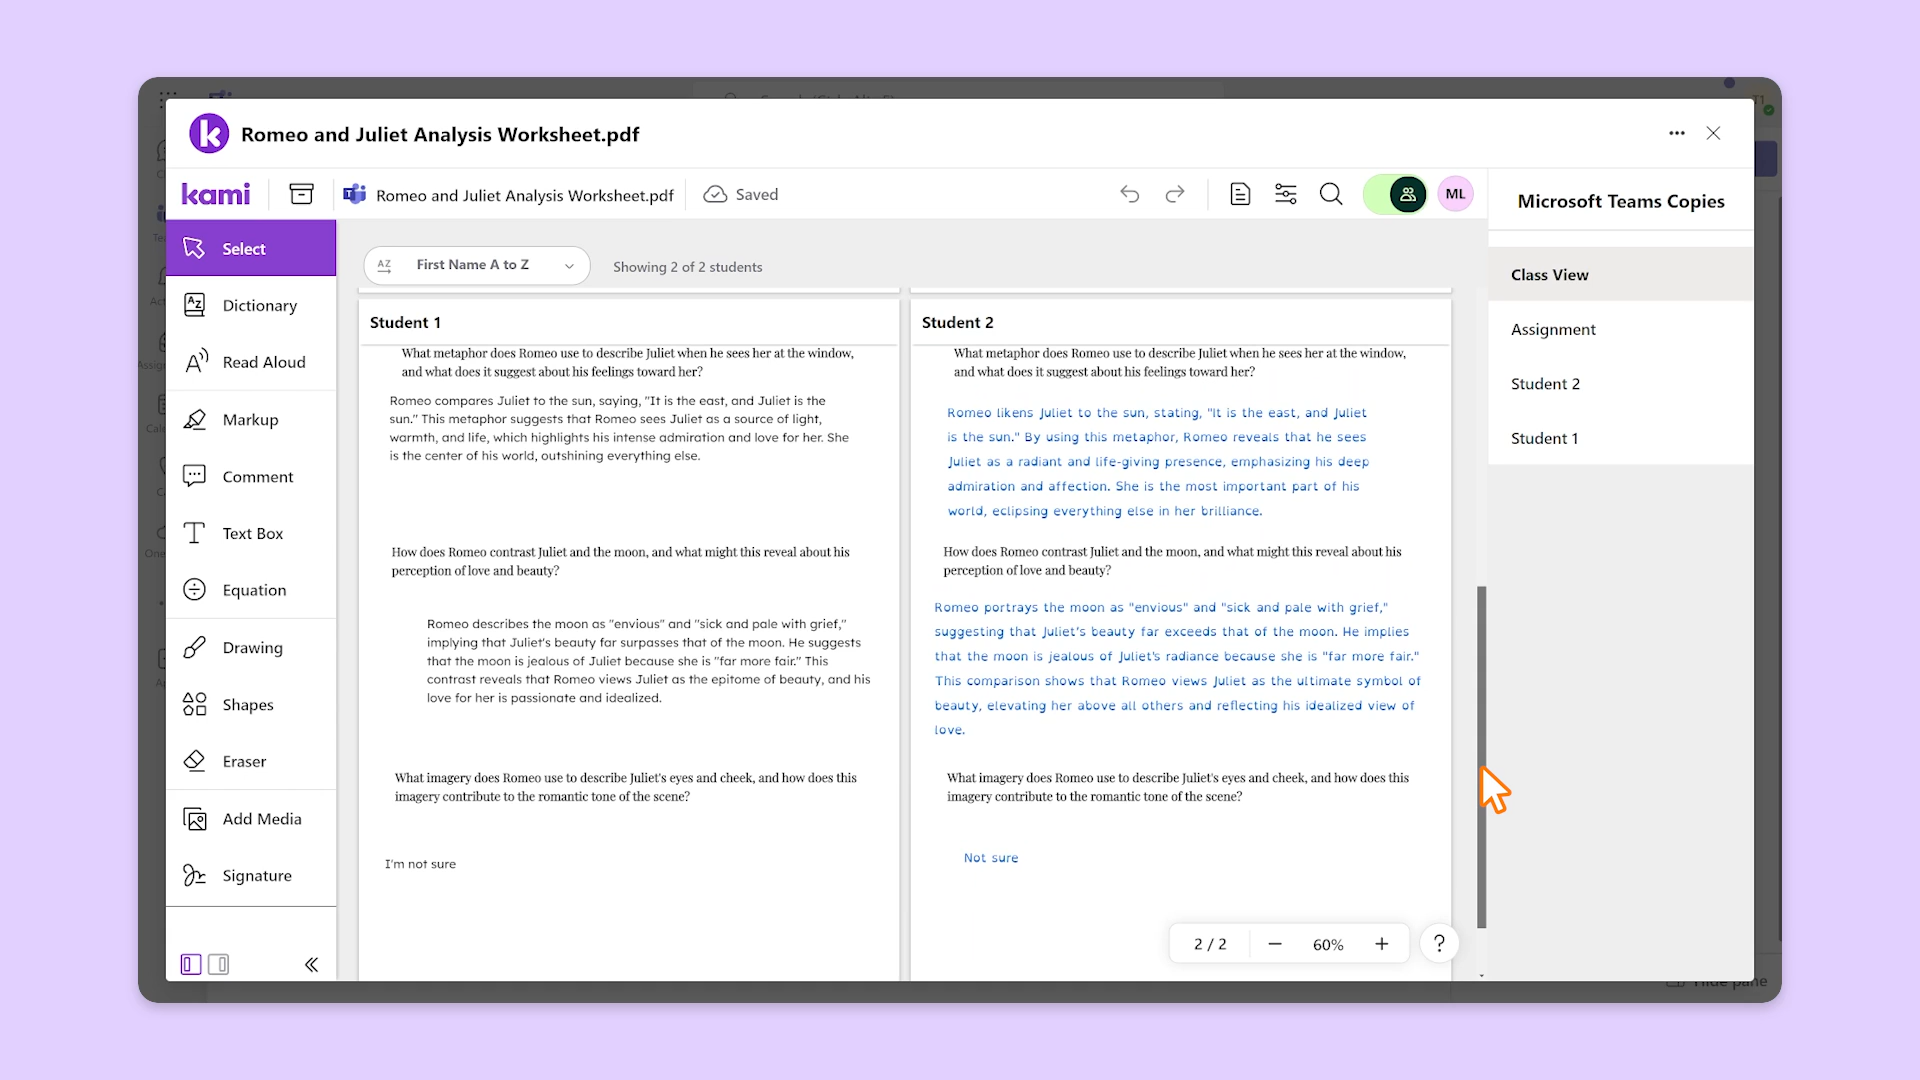 Romeo and Juliet Analysis Worksheet.pdf
kami
Romeo and Juliet Analysis Worksheet.pdf
Saved
ML
Microsoft Teams Copies
Select
Dictionary
Read Aloud
Markup
Comment
Text Box
Equation
Drawing
Shapes
Eraser
Add Media
Signature
First Name A to Z
Showing 2 of 2 students
Student 1
What metaphor does Romeo use to describe Juliet when he sees her at the window,
and what does it suggest about his feelings toward her?
Romeo compares Juliet to the sun, saying, "It is the east, and Juliet is the
sun." This metaphor suggests that Romeo sees Juliet as a source of light,
warmth, and life, which highlights his intense admiration and love for her. She
is the center of his world, outshining everything else.
How does Romeo contrast Juliet and the moon, and what might this reveal about his
perception of love and beauty?
Romeo describes the moon as "envious" and "sick and pale with grief,"
implying that Juliet's beauty far surpasses that of the moon. He suggests
that the moon is jealous of Juliet because she is "far more fair." This
contrast reveals that Romeo views Juliet as the epitome of beauty, and his
love for her is passionate and idealized.
What imagery does Romeo use to describe Juliet's eyes and cheek, and how does this
imagery contribute to the romantic tone of the scene?
I'm not sure
Student 2
What metaphor does Romeo use to describe Juliet when he sees her at the window,
and what does it suggest about his feelings toward her?
Romeo likens Juliet to the sun, stating, "It is the east, and Juliet
is the sun." By using this metaphor, Romeo reveals that he sees
Juliet as a radiant and life-giving presence, emphasizing his deep
admiration and affection. She is the most important part of his
world, eclipsing everything else in her brilliance.
How does Romeo contrast Juliet and the moon, and what might this reveal about his
perception of love and beauty?
Romeo portrays the moon as "envious" and "sick and pale with grief,"
suggesting that Juliet's beauty far exceeds that of the moon. He implies
that the moon is jealous of Juliet's radiance because she is "far more fair."
This comparison shows that Romeo views Juliet as the ultimate symbol of
beauty, elevating her above all others and reflecting his idealized view of
love.
What imagery does Romeo use to describe Juliet's eyes and cheek, and how does this
imagery contribute to the romantic tone of the scene?
Not sure
2 / 2
60%
?
Class View
Assignment
Student 2
Student 1